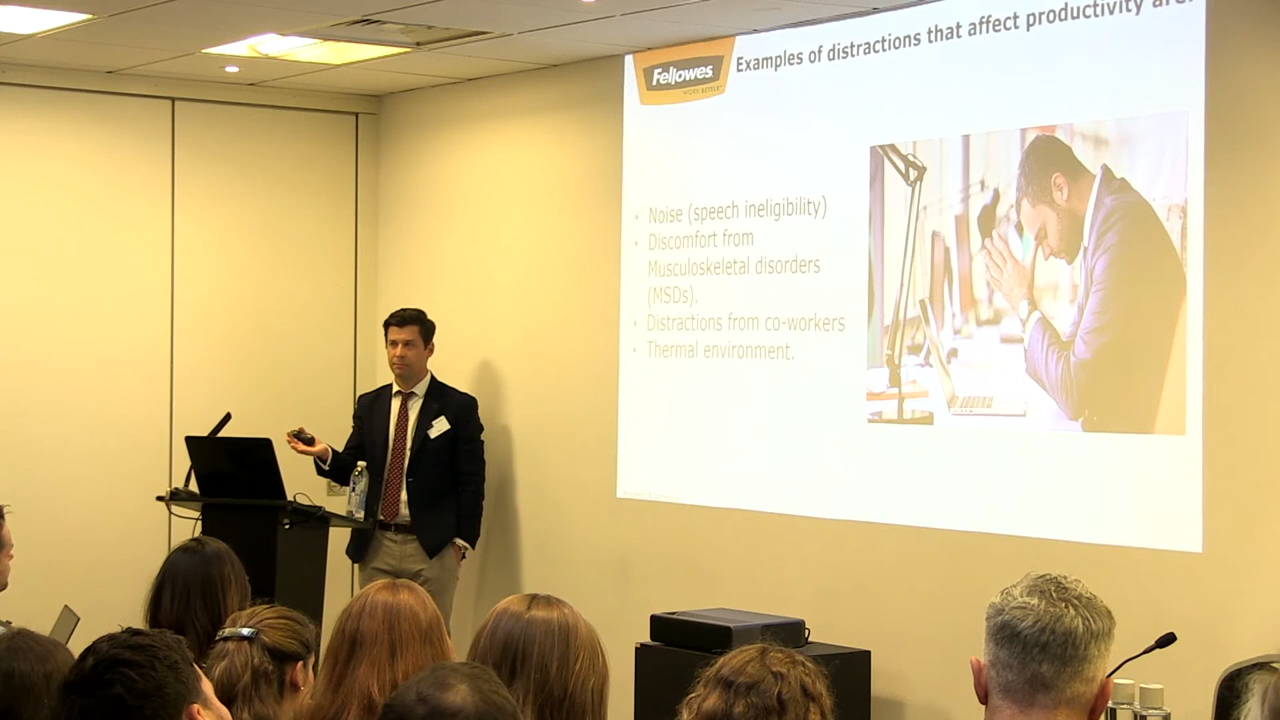 Examples of distractions that affect productivity are:
Fellowes
WORK BETTER™
• Noise (speech ineligibility)
• Discomfort from
Musculoskeletal disorders
(MSDs).
• Distractions from co-workers
• Thermal environment.